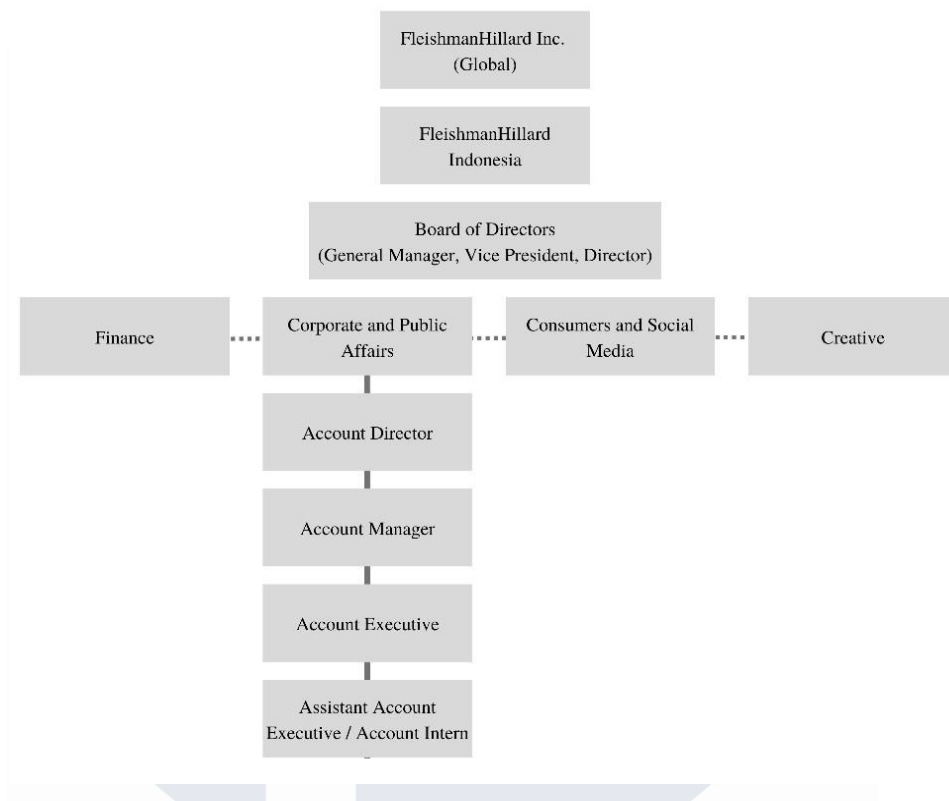 FleishmanHillard Inc.
(Global)
FleishmanHillard
Indonesia
Board of Directors
(General Manager, Vice President, Director)
Finance
Corporate and Public
Affairs
Consumers and Social
Media
Creative
Account Director
Account Manager
Account Executive
Assistant Account
Executive / Account Intern